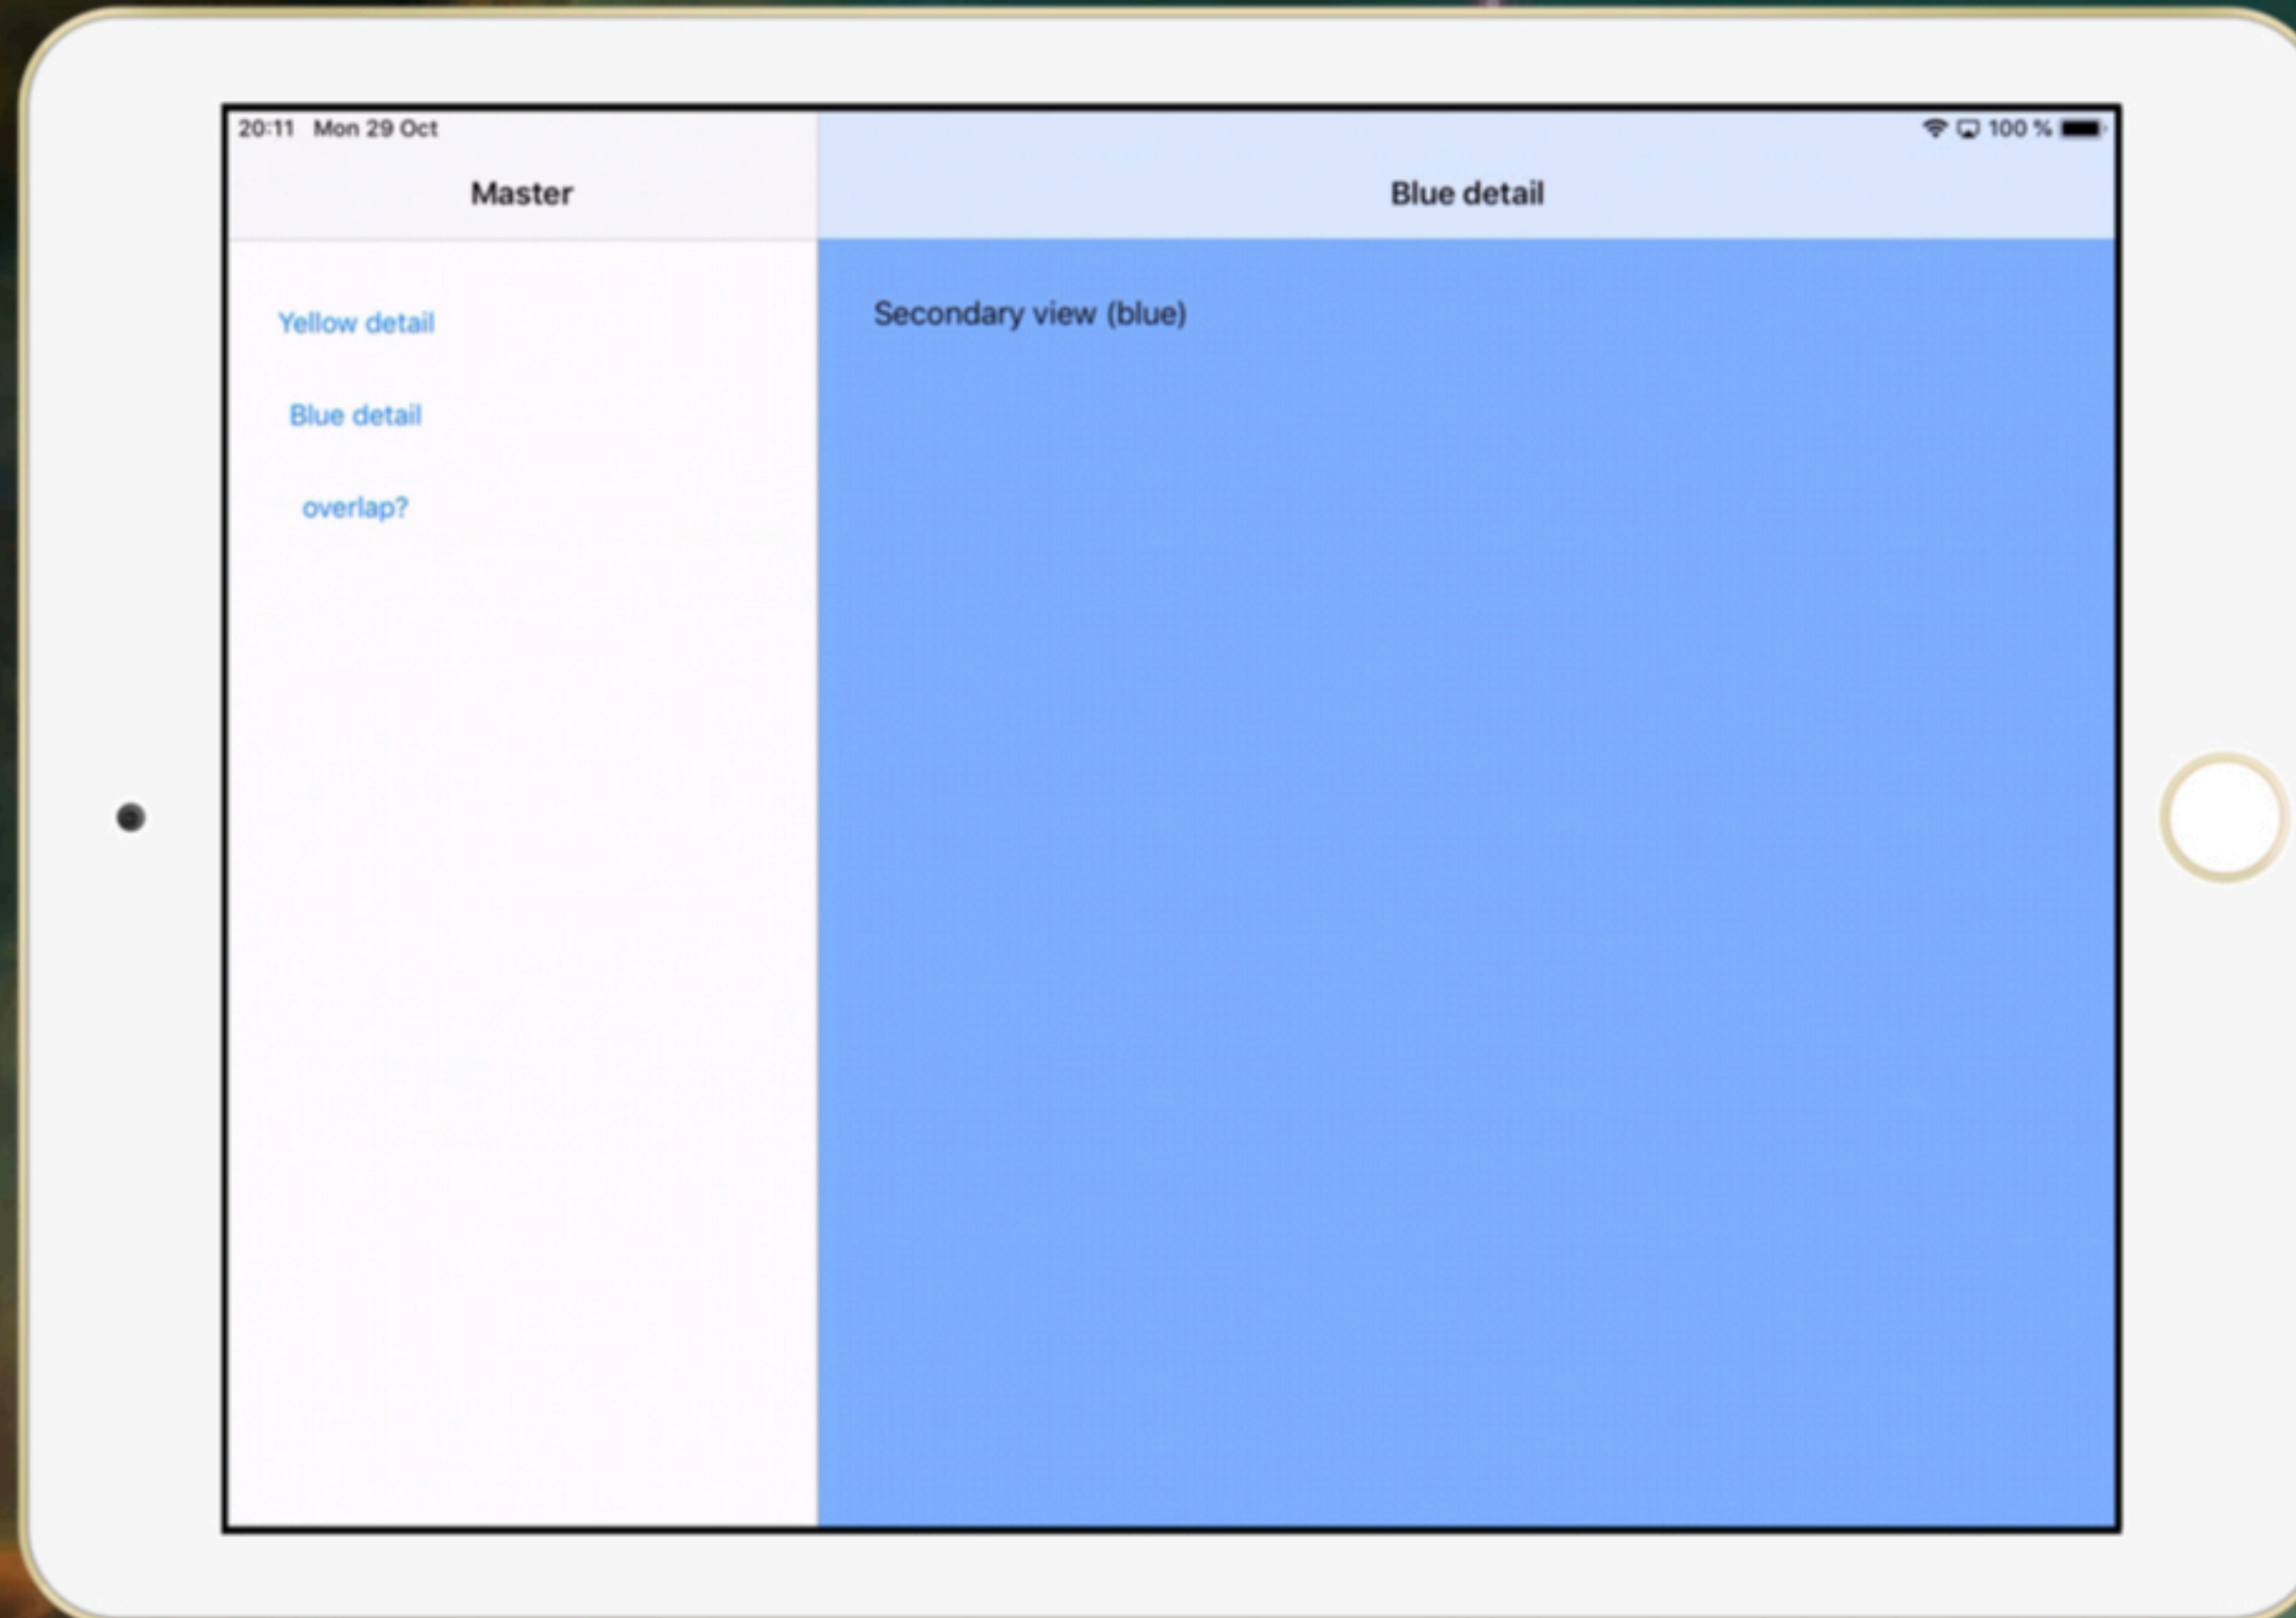 20:11 Mon 29 Oct
100 %
Master
Blue detail
Yellow detail
Blue detail
overlap?
Secondary view (blue)